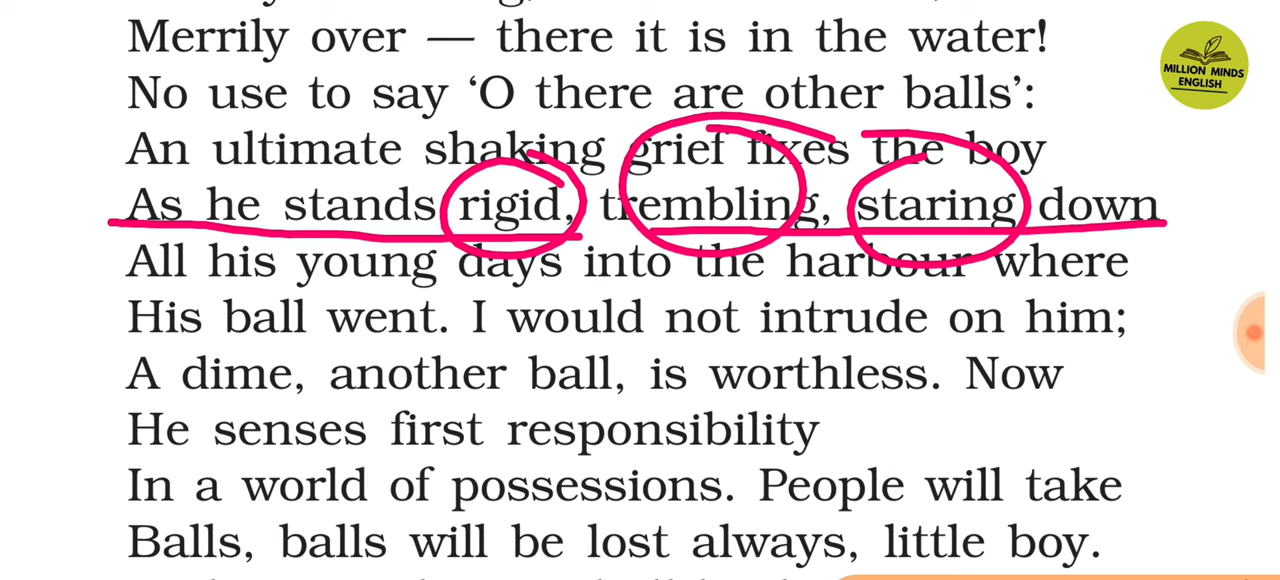 Merrily over — there it is in the water!
No use to say ‘O there are other balls’:
An ultimate shaking grief fixes the boy
As he stands rigid, trembling, staring down
All his young days into the harbour where
His ball went. I would not intrude on him;
A dime, another ball, is worthless. Now
He senses first responsibility
In a world of possessions. People will take
Balls, balls will be lost always, little boy.
MILLION MINDS
ENGLISH